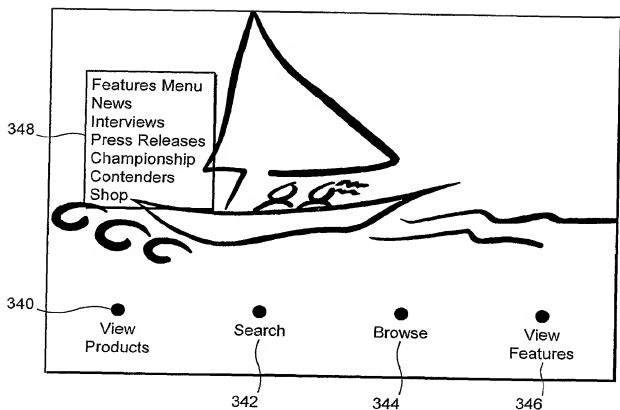 Features Menu
News
Interviews
348
Press Releases
Championship
Contenders
Shop
340
View
Products
Search
Browse
View
Features
342
344
346